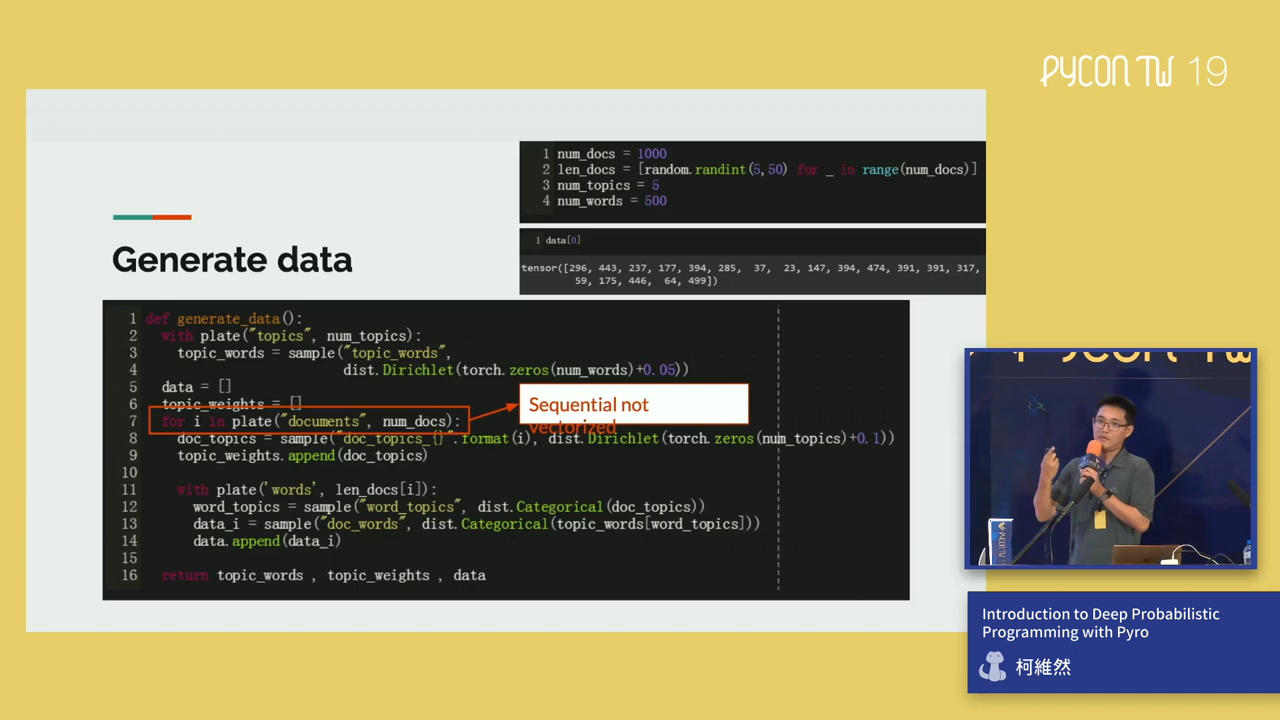 PYCON TW 19
1 num_docs = 1000
2 len_docs = [random.randint(5,50) for _ in range(num_docs)]
3 num_topics = 5
4 num_words = 500
1 data[0]
tensor([296, 443, 237, 177, 394, 285, 37, 23, 147, 394, 474, 391, 391, 317,
59, 175, 446, 64, 499])
Generate data
1 def generate_data():
2 with plate("topics", num_topics):
3 topic_words = sample("topic_words",
4 dist.Dirichlet(torch.zeros(num_words)+0.05))
5 data = []
6 topic_weights = []
7 for i in plate("documents", num_docs):
8 doc_topics = sample("doc_topics_{}".format(i), dist.Dirichlet(torch.zeros(num_topics)+0.1))
9 topic_weights.append(doc_topics)
10
11 with plate('words', len_docs[i]):
12 word_topics = sample("word_topics", dist.Categorical(doc_topics))
13 data_i = sample("doc_words", dist.Categorical(topic_words[word_topics]))
14 data.append(data_i)
15
16 return topic_words , topic_weights , data
Sequential not
vectorized
PYCON TW
Introduction to Deep Probabilistic
Programming with Pyro
柯維然